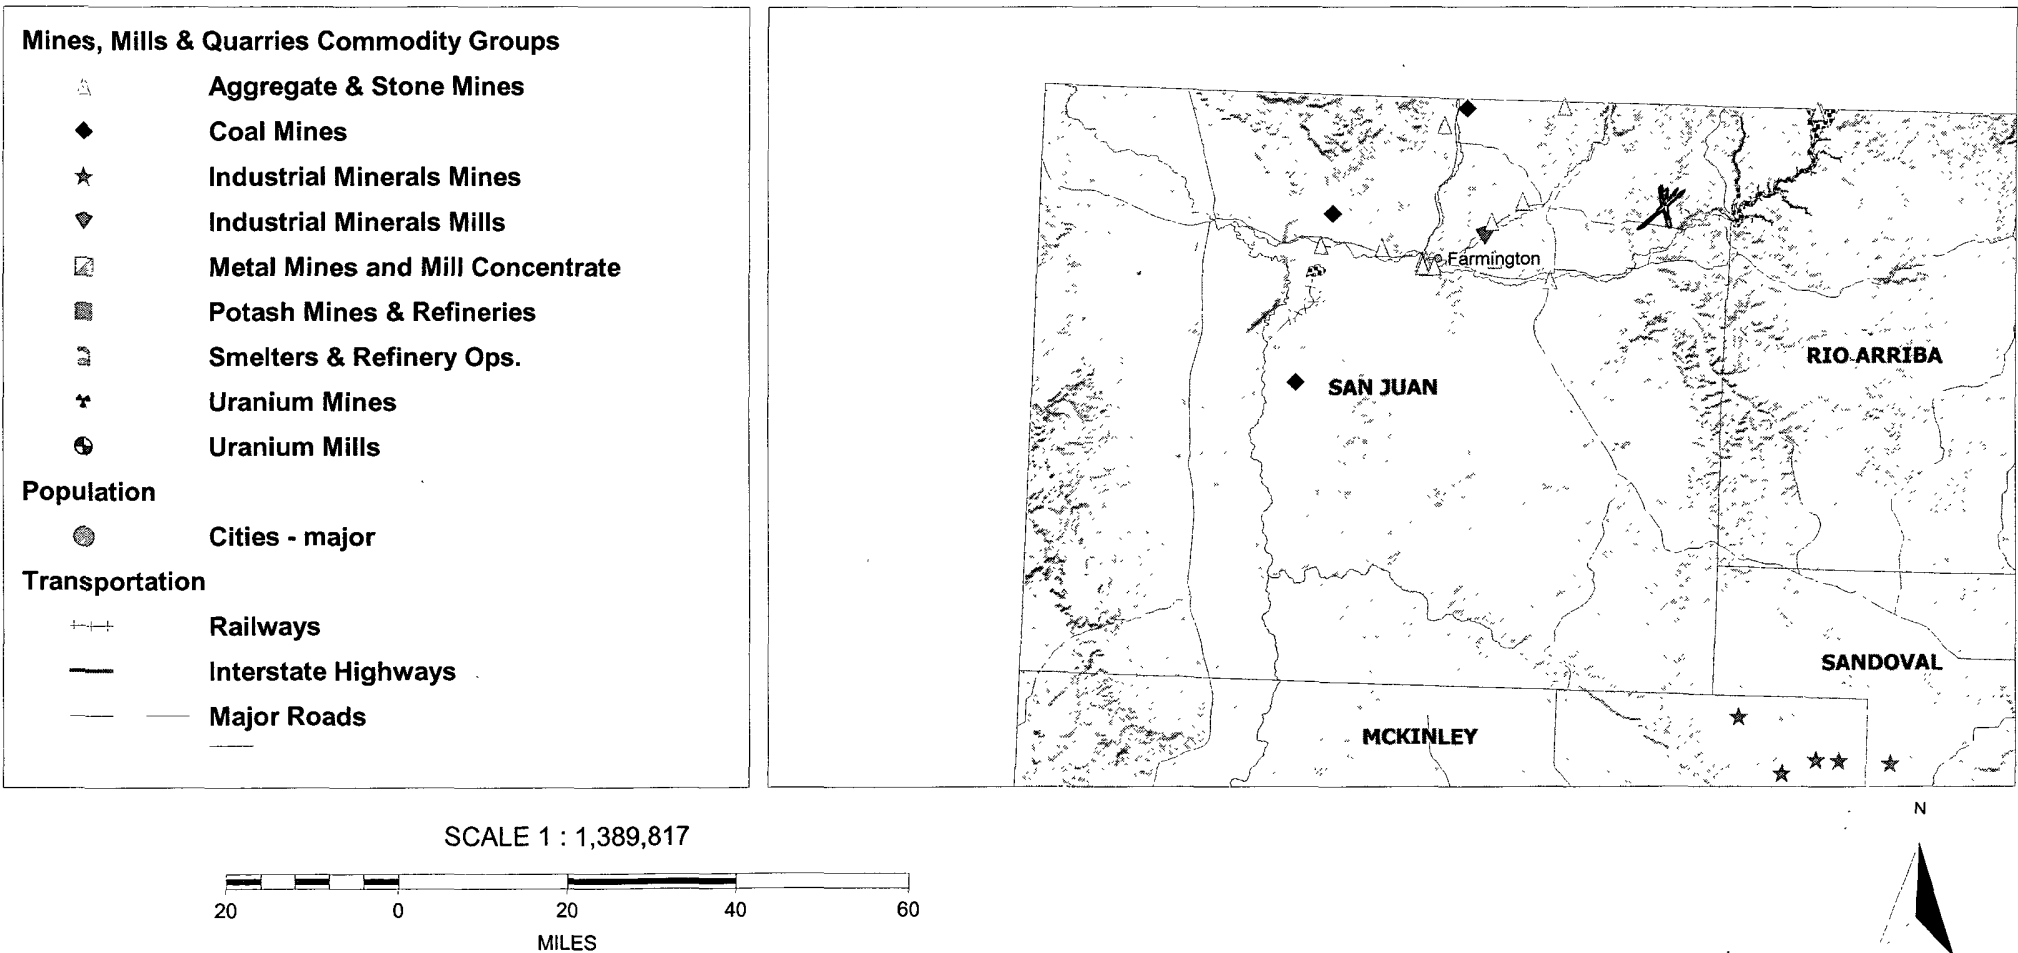 Mines, Mills & Quarries Commodity Groups
Aggregate & Stone Mines
Coal Mines
Industrial Minerals Mines
Industrial Minerals Mills
Metal Mines and Mill Concentrate
Potash Mines & Refineries
Smelters & Refinery Ops.
Uranium Mines
Uranium Mills
Population
Cities - major
Transportation
Railways
Interstate Highways
Major Roads
Farmington
RIO ARRIBA
SAN JUAN
SANDOVAL
MCKINLEY
SCALE 1 : 1,389,817
20 0 20 40 60
MILES
N